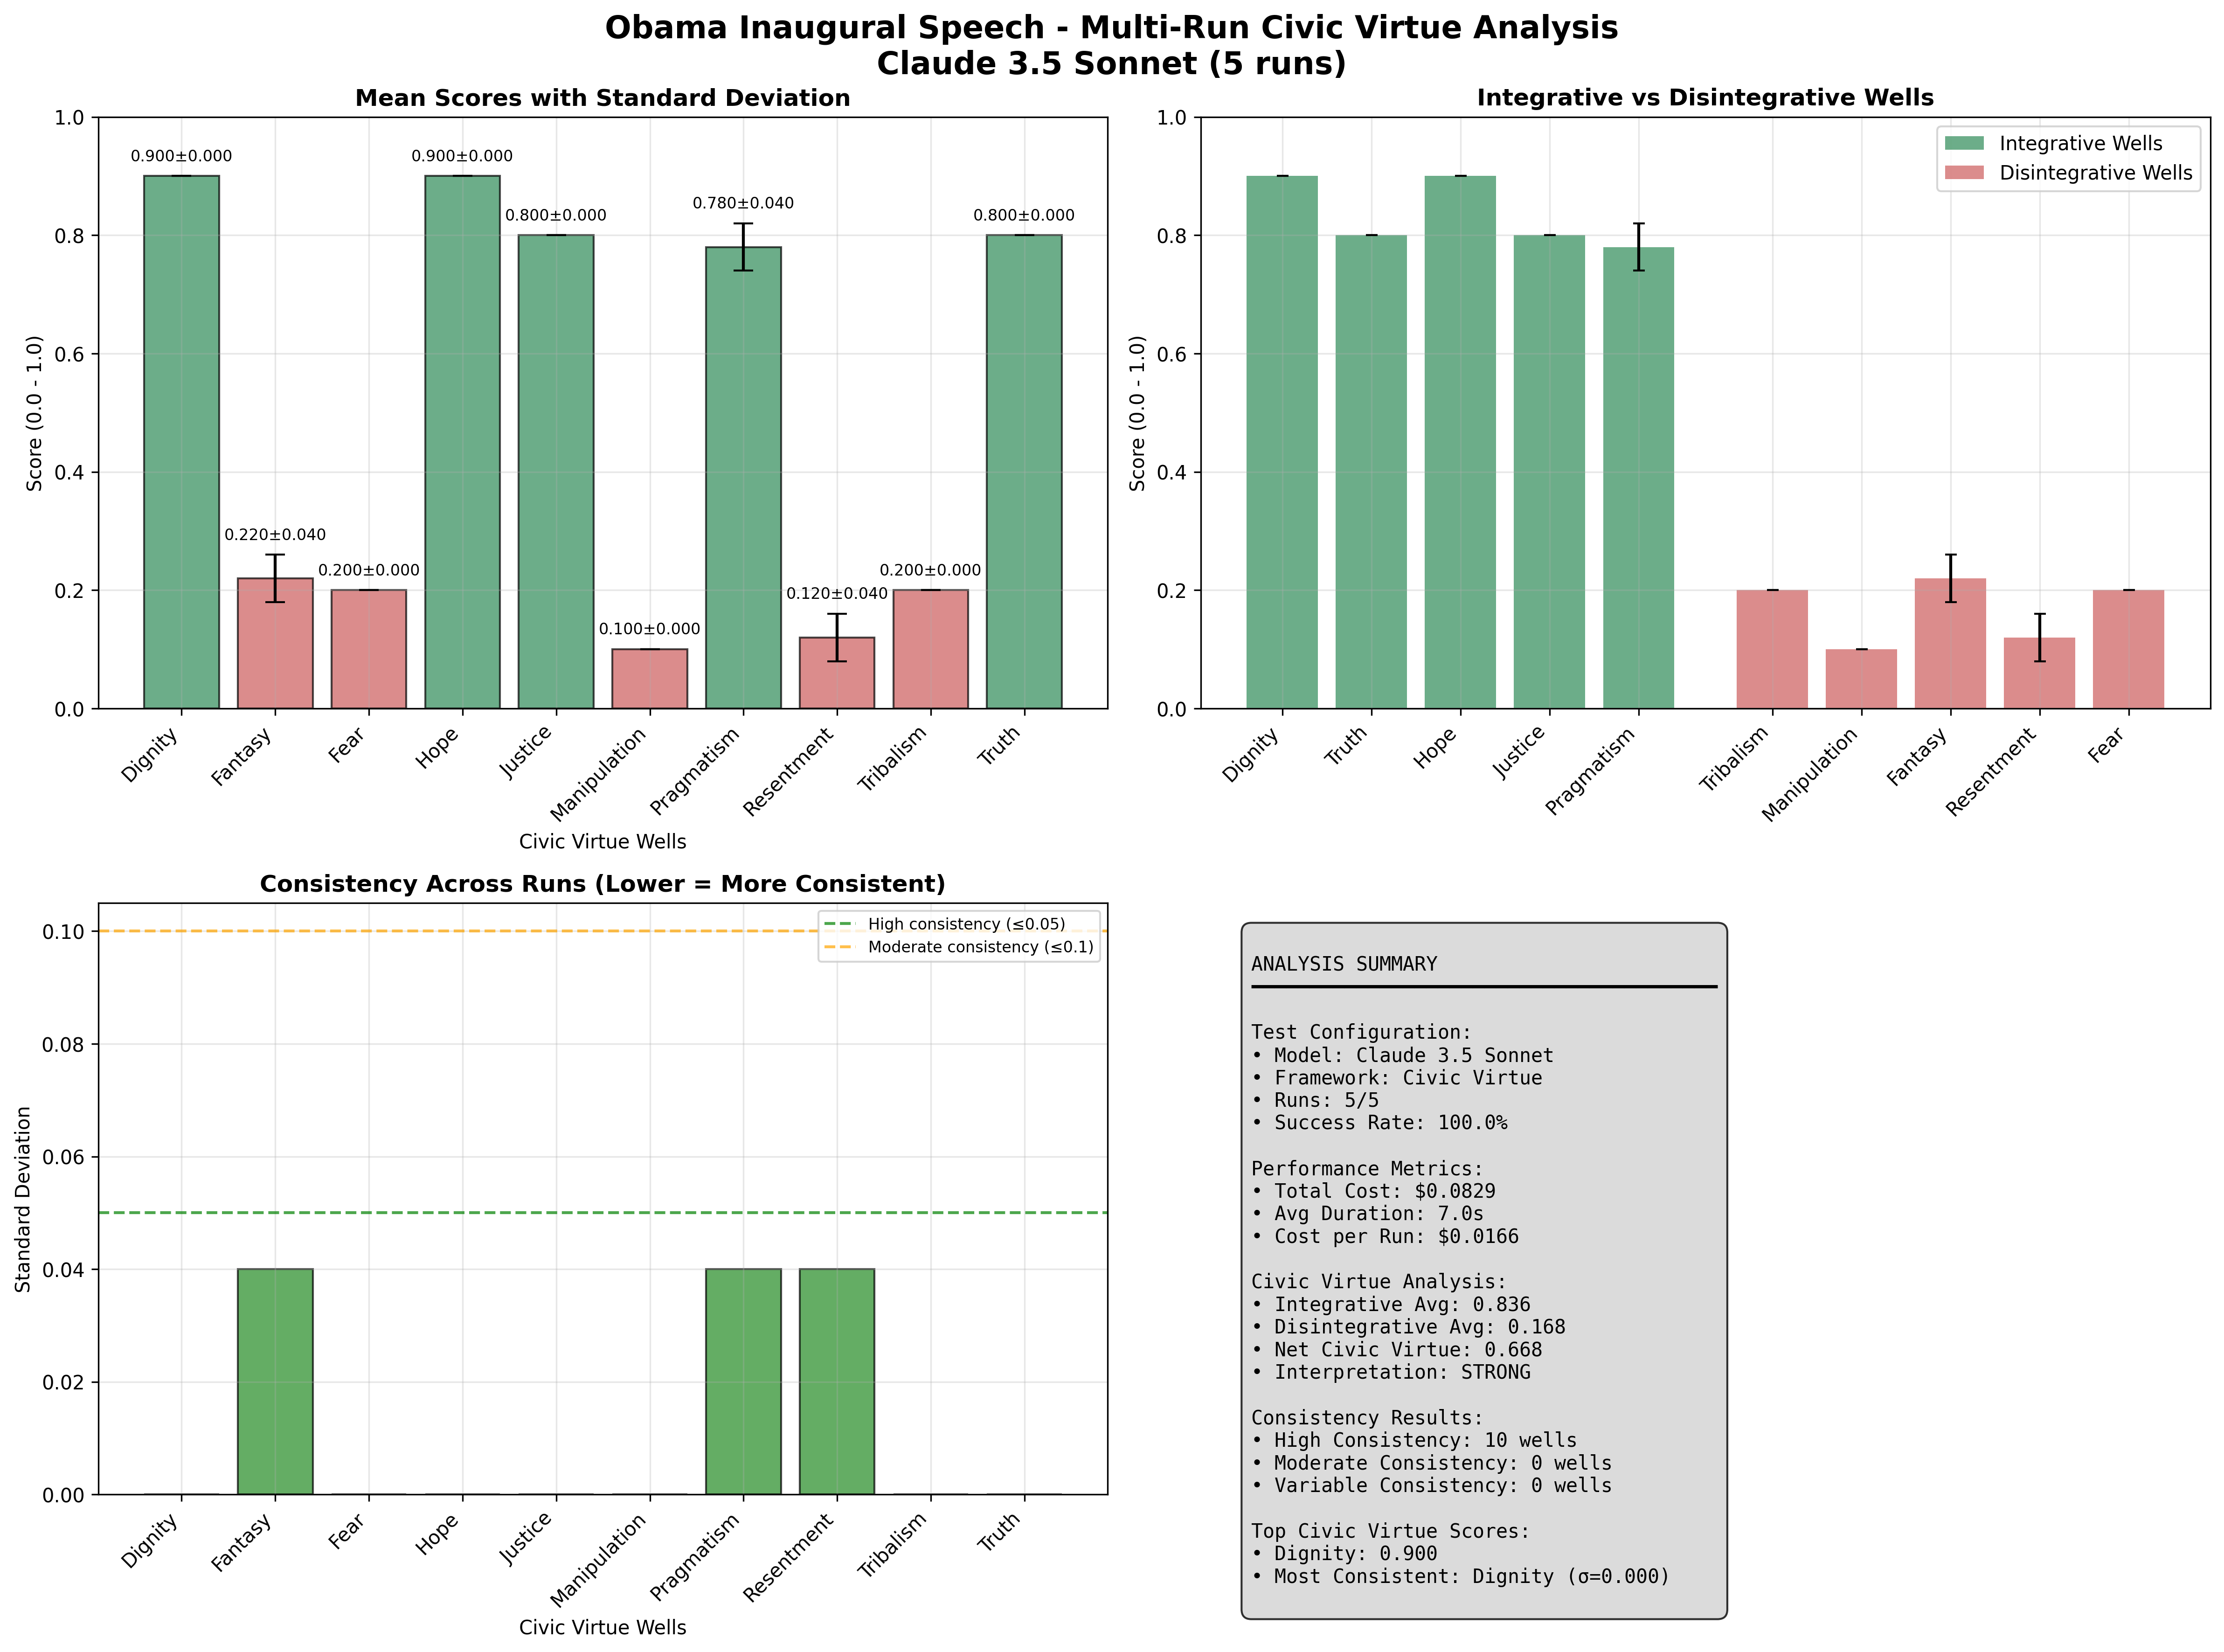 Obama Inaugural Speech - Multi-Run Civic Virtue Analysis
Claude 3.5 Sonnet (5 runs)
Mean Scores with Standard Deviation
Score (0.0 - 1.0)
1.0
0.8
0.6
0.4
0.2
0.0
0.900±0.000
0.220±0.040
0.200±0.000
0.900±0.000
0.800±0.000
0.100±0.000
0.780±0.040
0.120±0.040
0.200±0.000
0.800±0.000
Dignity
Fantasy
Fear
Hope
Justice
Manipulation
Pragmatism
Resentment
Tribalism
Truth
Civic Virtue Wells
Integrative vs Disintegrative Wells
Score (0.0 - 1.0)
1.0
0.8
0.6
0.4
0.2
0.0
Integrative Wells
Disintegrative Wells
Dignity
Truth
Hope
Justice
Pragmatism
Tribalism
Manipulation
Fantasy
Resentment
Fear
Consistency Across Runs (Lower = More Consistent)
Standard Deviation
0.10
0.08
0.06
0.04
0.02
0.00
High consistency (≤0.05)
Moderate consistency (≤0.1)
Dignity
Fantasy
Fear
Hope
Justice
Manipulation
Pragmatism
Resentment
Tribalism
Truth
Civic Virtue Wells
ANALYSIS SUMMARY
Test Configuration:
• Model: Claude 3.5 Sonnet
• Framework: Civic Virtue
• Runs: 5/5
• Success Rate: 100.0%
Performance Metrics:
• Total Cost: $0.0829
• Avg Duration: 7.0s
• Cost per Run: $0.0166
Civic Virtue Analysis:
• Integrative Avg: 0.836
• Disintegrative Avg: 0.168
• Net Civic Virtue: 0.668
• Interpretation: STRONG
Consistency Results:
• High Consistency: 10 wells
• Moderate Consistency: 0 wells
• Variable Consistency: 0 wells
Top Civic Virtue Scores:
• Dignity: 0.900
• Most Consistent: Dignity (σ=0.000)